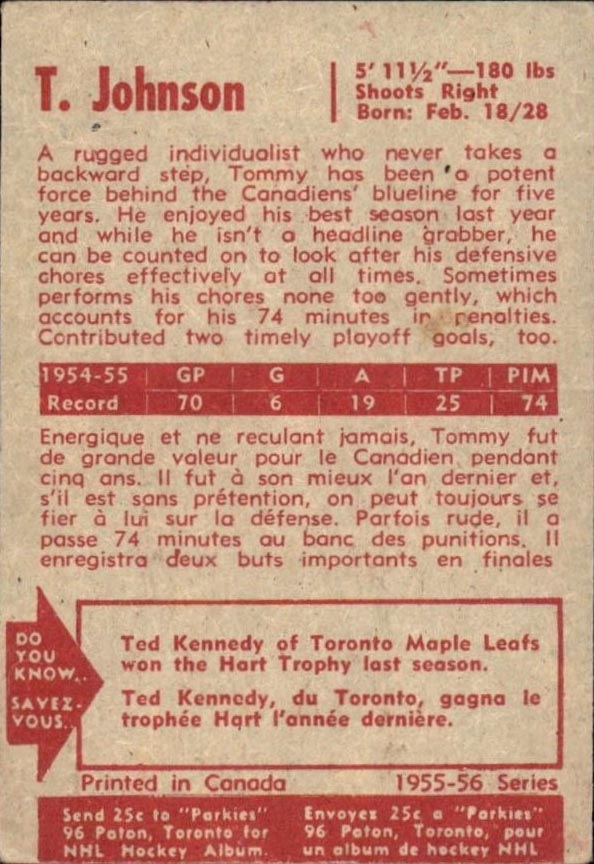 T. Johnson
5' 11½"—180 lbs
Shoots Right
Born: Feb. 18/28
A rugged individualist who never takes a
backward step, Tommy has been a potent
force behind the Canadiens' blueline for five
years. He enjoyed his best season last year
and while he isn't a headline grabber, he
can be counted on to look after his defensive
chores effectively at all times. Sometimes
performs his chores none too gently, which
accounts for his 74 minutes in penalties.
Contributed two timely playoff goals, too.
1954-55 | GP | G | A | TP | PIM
Record | 70 | 6 | 19 | 25 | 74
Energique et ne reculant jamais, Tommy fut
de grande valeur pour le Canadien pendant
cinq ans. Il fut à son mieux l'an dernier et,
s'il est sans prétention, on peut toujours se
fier à lui sur la défense. Parfois rude, il a
passe 74 minutes au banc des punitions. Il
enregistra deux buts importants en finales
DO
YOU
KNOW..
SAVEZ-
VOUS..
Ted Kennedy of Toronto Maple Leafs
won the Hart Trophy last season.
Ted Kennedy, du Toronto, gagna le
trophée Hart l'année dernière.
Printed in Canada
1955-56 Series
Send 25c to "Parkies"
96 Paton, Toronto for
NHL Hockey Album.
Envoyez 25c a "Parkies"
96 Paton, Toronto, pour
un album de hockey NHL